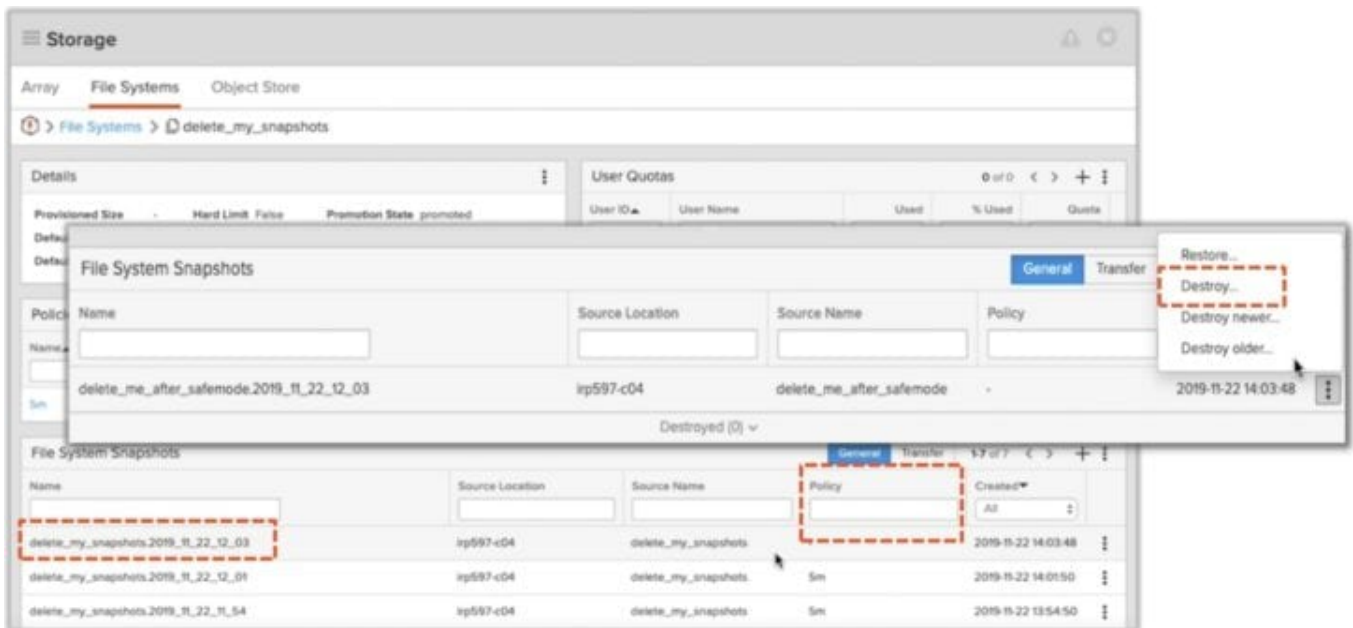 Storage
Array File Systems Object Store
> File Systems > delete_my_snapshots
Details
User Quotas 0 of 0 < > +
Provisioned Size - Hard Limit False Promotion State promoted
User ID User Name Used % Used Quota
Defau
Defau
File System Snapshots General Transfer
Restore...
Destroy...
Destroy newer...
Destroy older...
Polici
Name
Name Source Location Source Name Policy
delete_me_after_safemode.2019_11_22_12_03 irp597-c04 delete_me_after_safemode - 2019-11-22 14:03:48
5m
Destroyed (0)
File System Snapshots General Transfer 1-7 of 7 < > +
Name Source Location Source Name Policy Created
All
delete_my_snapshots.2019_11_22_12_03 irp597-c04 delete_my_snapshots 2019-11-22 14:03:48
delete_my_snapshots.2019_11_22_12_01 irp597-c04 delete_my_snapshots 5m 2019-11-22 14:01:50
delete_my_snapshots.2019_11_22_11_54 irp597-c04 delete_my_snapshots 5m 2019-11-22 13:54:50